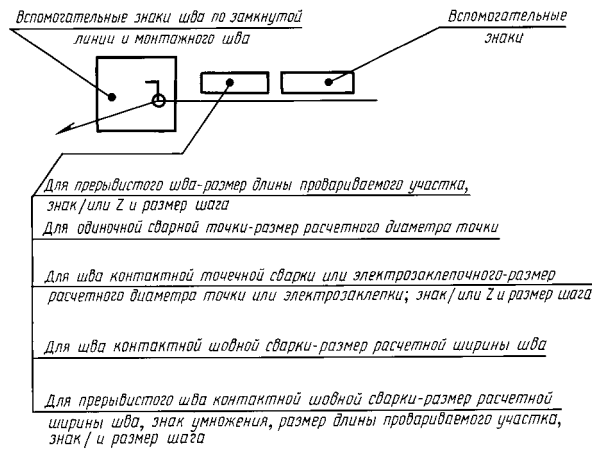 Вспомогательные знаки шва по замкнутой
линии и монтажного шва
Вспомогательные
знаки
Для прерывистого шва-размер длины провариваемого участка,
знак/или Z и размер шага
Для одиночной сварной точки-размер расчетного диаметра точки
Для шва контактной точечной сварки или электрозаклепочного-размер
расчетного диаметра точки или электрозаклепки; знак/или Z и размер шага
Для щва контактной шовной сварки-размер расчетной ширины шва
Для прерывистого шва контактной шовной сварки-размер расчетной
ширины шва, знак умножения, размер длины провариваемого участка,
знак/ и размер шага